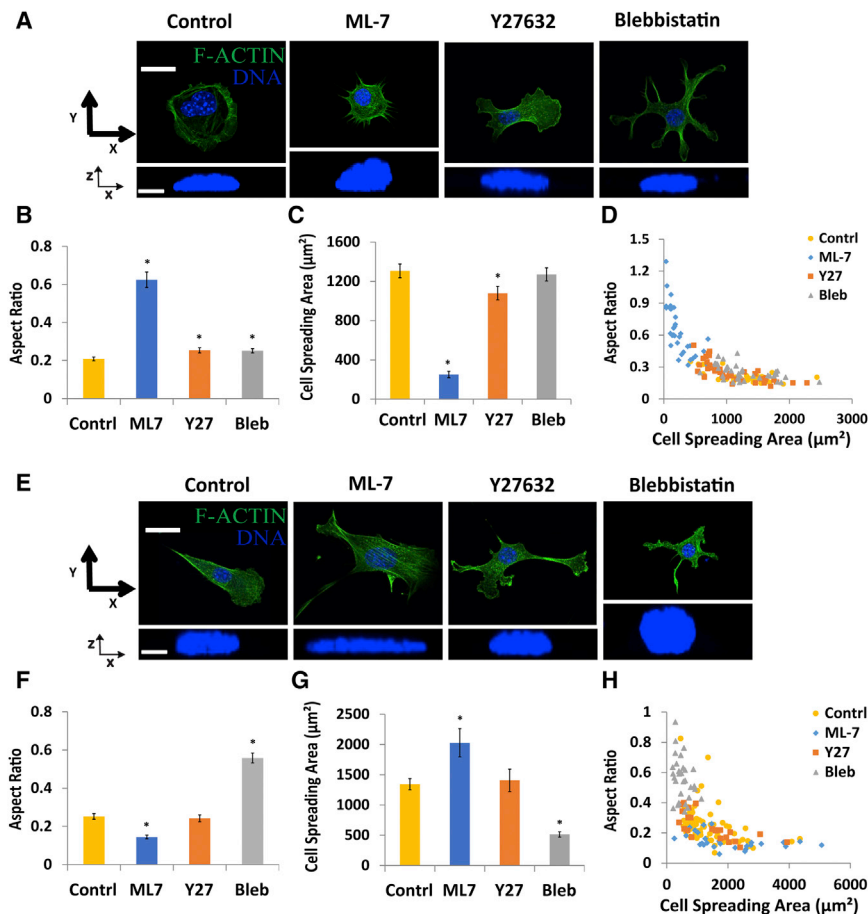 A
Control
ML-7
Y27632
Blebbistatin
F-ACTIN
DNA
Y
X
Z
X
B
Aspect Ratio
0.8
0.6
0.4
0.2
0
*
*
*
Contrl
ML7
Y27
Bleb
C
Cell Spreading Area (µm²)
1600
1200
800
400
0
*
*
Contrl
ML7
Y27
Bleb
D
Aspect Ratio
1.5
1.2
0.9
0.6
0.3
0
Contrl
ML-7
Y27
Bleb
0
1000
2000
3000
Cell Spreading Area (µm²)
E
Control
ML-7
Y27632
Blebbistatin
F-ACTIN
DNA
Y
X
Z
X
F
Aspect Ratio
0.8
0.6
0.4
0.2
0
*
*
Contrl
ML7
Y27
Bleb
G
Cell Spreading Area (µm²)
2500
2000
1500
1000
500
0
*
*
Contrl
ML7
Y27
Bleb
H
Aspect Ratio
1
0.8
0.6
0.4
0.2
0
Contrl
ML-7
Y27
Bleb
0
2000
4000
6000
Cell Spreading Area (µm²)